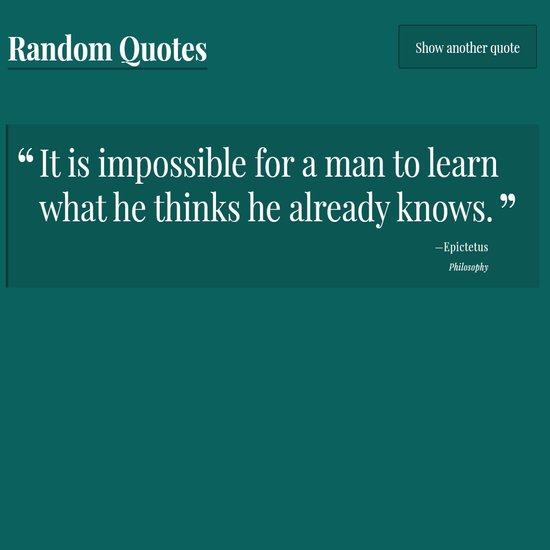 Random Quotes
Show another quote
“ It is impossible for a man to learn
what he thinks he already knows. ”
—Epictetus
Philosophy